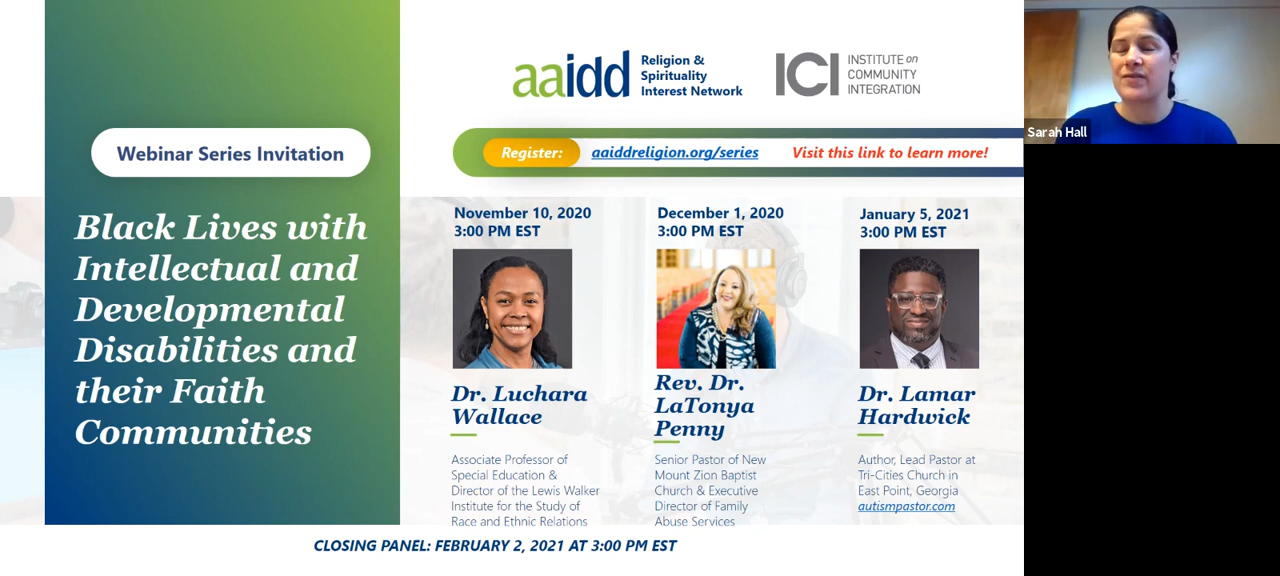 Webinar Series Invitation
Black Lives with
Intellectual and
Developmental
Disabilities and
their Faith
Communities
aaidd
Religion &
Spirituality
Interest Network
ICI
INSTITUTE on
COMMUNITY
INTEGRATION
Register: aaiddreligion.org/series Visit this link to learn more!
November 10, 2020
3:00 PM EST
Dr. Luchara
Wallace
Associate Professor of
Special Education &
Director of the Lewis Walker
Institute for the Study of
Race and Ethnic Relations
December 1, 2020
3:00 PM EST
Rev. Dr.
LaTonya
Penny
Senior Pastor of New
Mount Zion Baptist
Church & Executive
Director of Family
Abuse Services
January 5, 2021
3:00 PM EST
Dr. Lamar
Hardwick
Author, Lead Pastor at
Tri-Cities Church in
East Point, Georgia
autismpastor.com
CLOSING PANEL: FEBRUARY 2, 2021 AT 3:00 PM EST
Sarah Hall